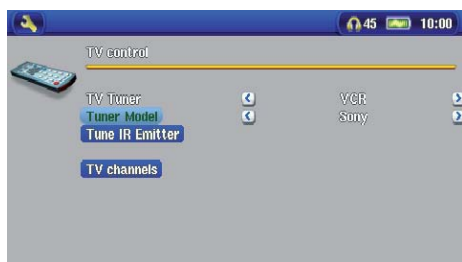 45 10:00
TV control
TV Tuner VCR
Tuner Model Sony
Tune IR Emitter
TV channels